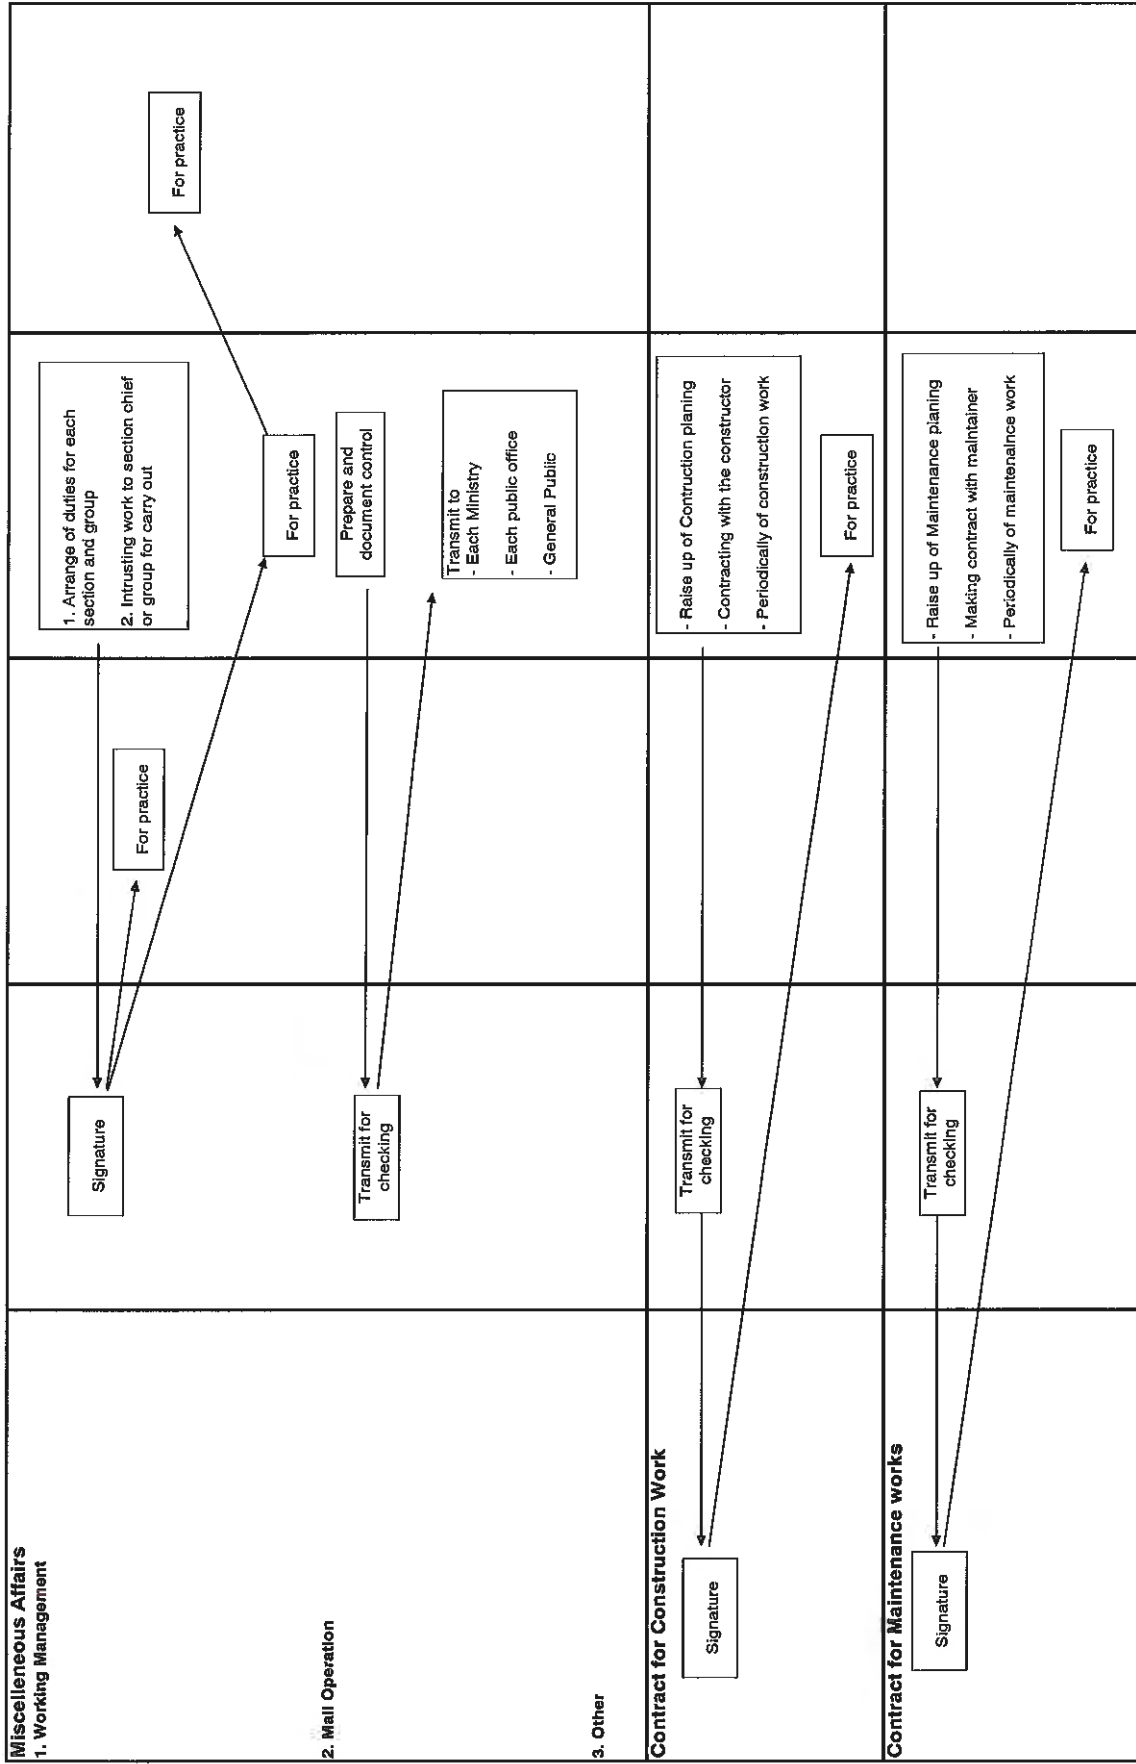 Miscelleneous Affairs
1. Working Management
Signature
For practice
1. Arrange of duties for each
section and group
2. Intrusting work to section chief
or group for carry out
For practice
For practice
2. Mail Operation
Transmit for
checking
Prepare and
document control
Transmit to
- Each Ministry
- Each public office
- General Public
3. Other
Contract for Construction Work
Signature
Transmit for
checking
- Raise up of Contruction planing
- Contracting with the constructor
- Periodically of construction work
For practice
Contract for Maintenance works
Signature
Transmit for
checking
- Raise up of Maintenance planing
- Making contract with maintainer
- Periodically of maintenalnce work
For practice